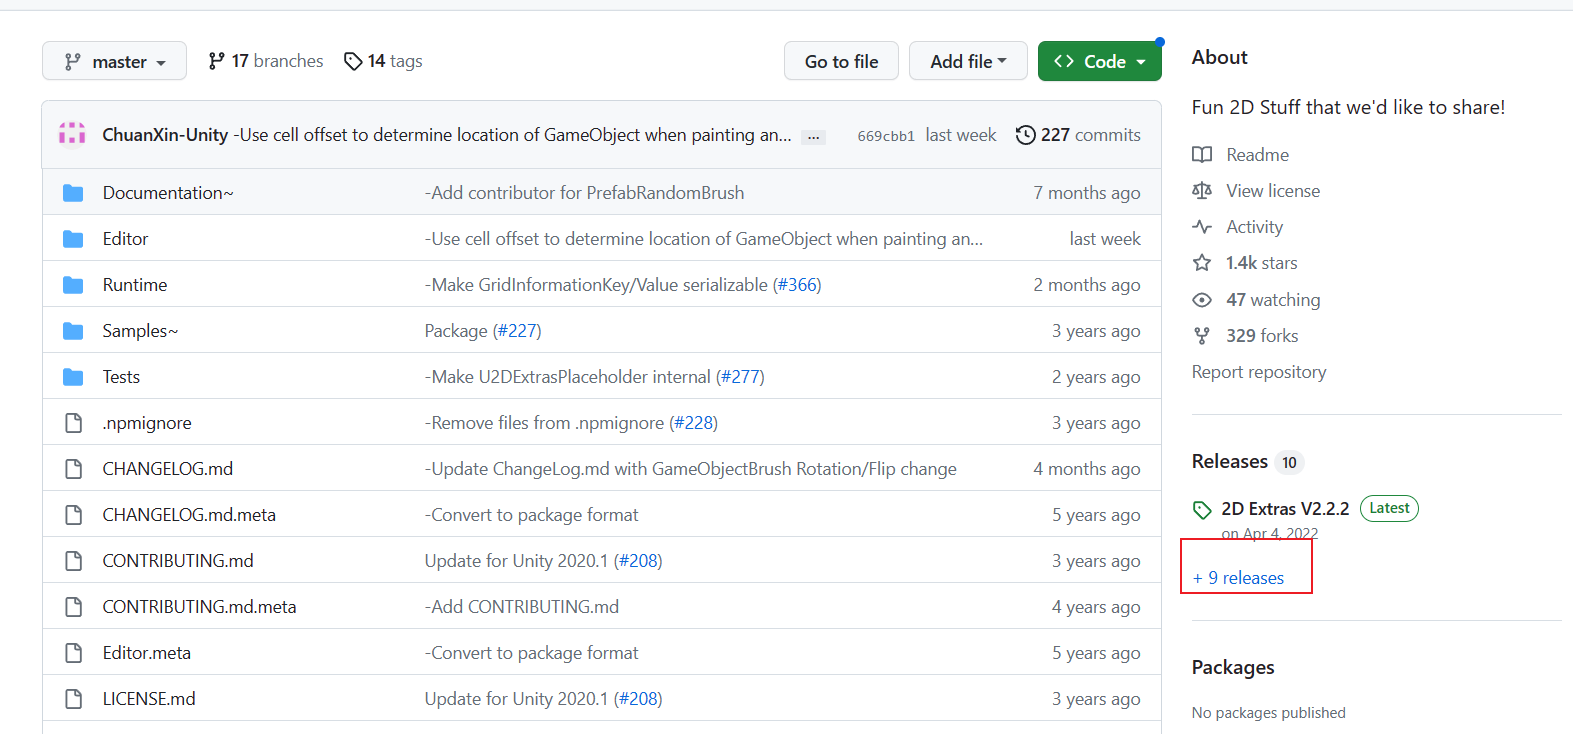 master 17 branches 14 tags Go to file Add file Code
ChuanXin-Unity -Use cell offset to determine location of GameObject when painting an... ... 669cbb1 last week 227 commits
Documentation~ -Add contributor for PrefabRandomBrush 7 months ago
Editor -Use cell offset to determine location of GameObject when painting an... last week
Runtime -Make GridInformationKey/Value serializable (#366) 2 months ago
Samples~ Package (#227) 3 years ago
Tests -Make U2DExtrasPlaceholder internal (#277) 2 years ago
.npmignore -Remove files from .npmignore (#228) 3 years ago
CHANGELOG.md -Update ChangeLog.md with GameObjectBrush Rotation/Flip change 4 months ago
CHANGELOG.md.meta -Convert to package format 5 years ago
CONTRIBUTING.md Update for Unity 2020.1 (#208) 3 years ago
CONTRIBUTING.md.meta -Add CONTRIBUTING.md 4 years ago
Editor.meta -Convert to package format 5 years ago
LICENSE.md Update for Unity 2020.1 (#208) 3 years ago
About
Fun 2D Stuff that we'd like to share!
Readme
View license
Activity
1.4k stars
47 watching
329 forks
Report repository
Releases 10
2D Extras V2.2.2 Latest
on Apr 4, 2022
+ 9 releases
Packages
No packages published